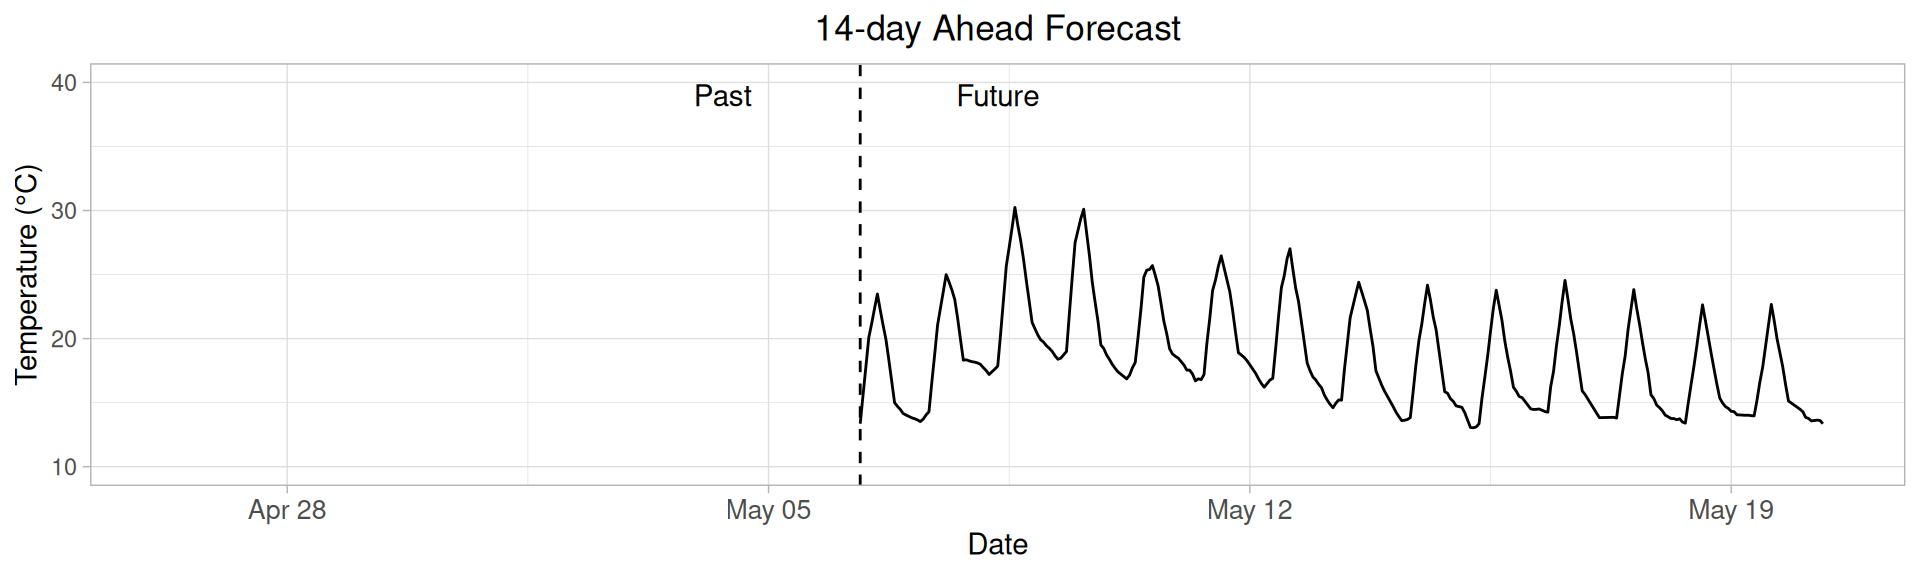 14-day Ahead Forecast
Past
Future
Temperature (°C)
40
30
20
10
Apr 28
May 05
May 12
May 19
Date